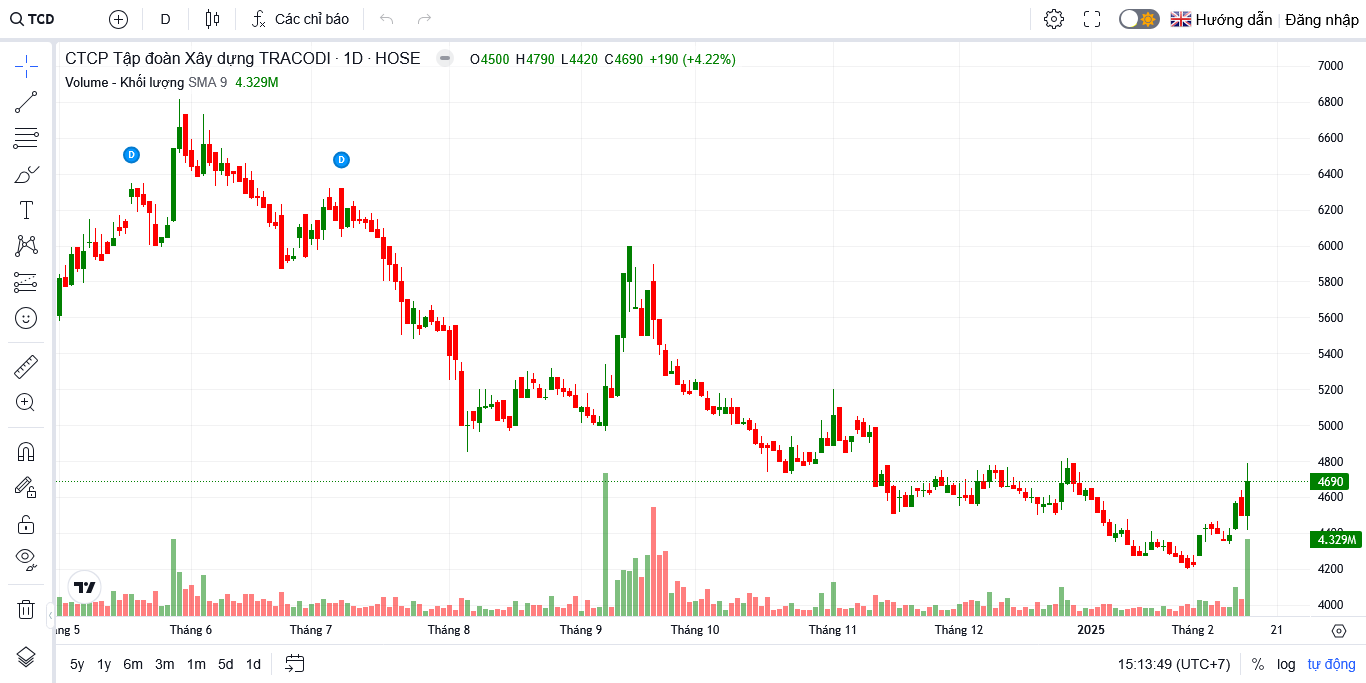 TCD D Các chỉ báo Hướng dẫn Đăng nhập
CTCP Tập đoàn Xây dựng TRACODI · 1D · HOSE O4500 H4790 L4420 C4690 +190 (+4.22%)
Volume - Khối lượng SMA 9 4.329M
D
D
7000
6800
6600
6400
6200
6000
5800
5600
5400
5200
5000
4800
4690
4600
4400
4.329M
4200
4000
ng 5 Tháng 6 Tháng 7 Tháng 8 Tháng 9 Tháng 10 Tháng 11 Tháng 12 2025 Tháng 2 21
5y 1y 6m 3m 1m 5d 1d 15:13:49 (UTC+7) % log tự động